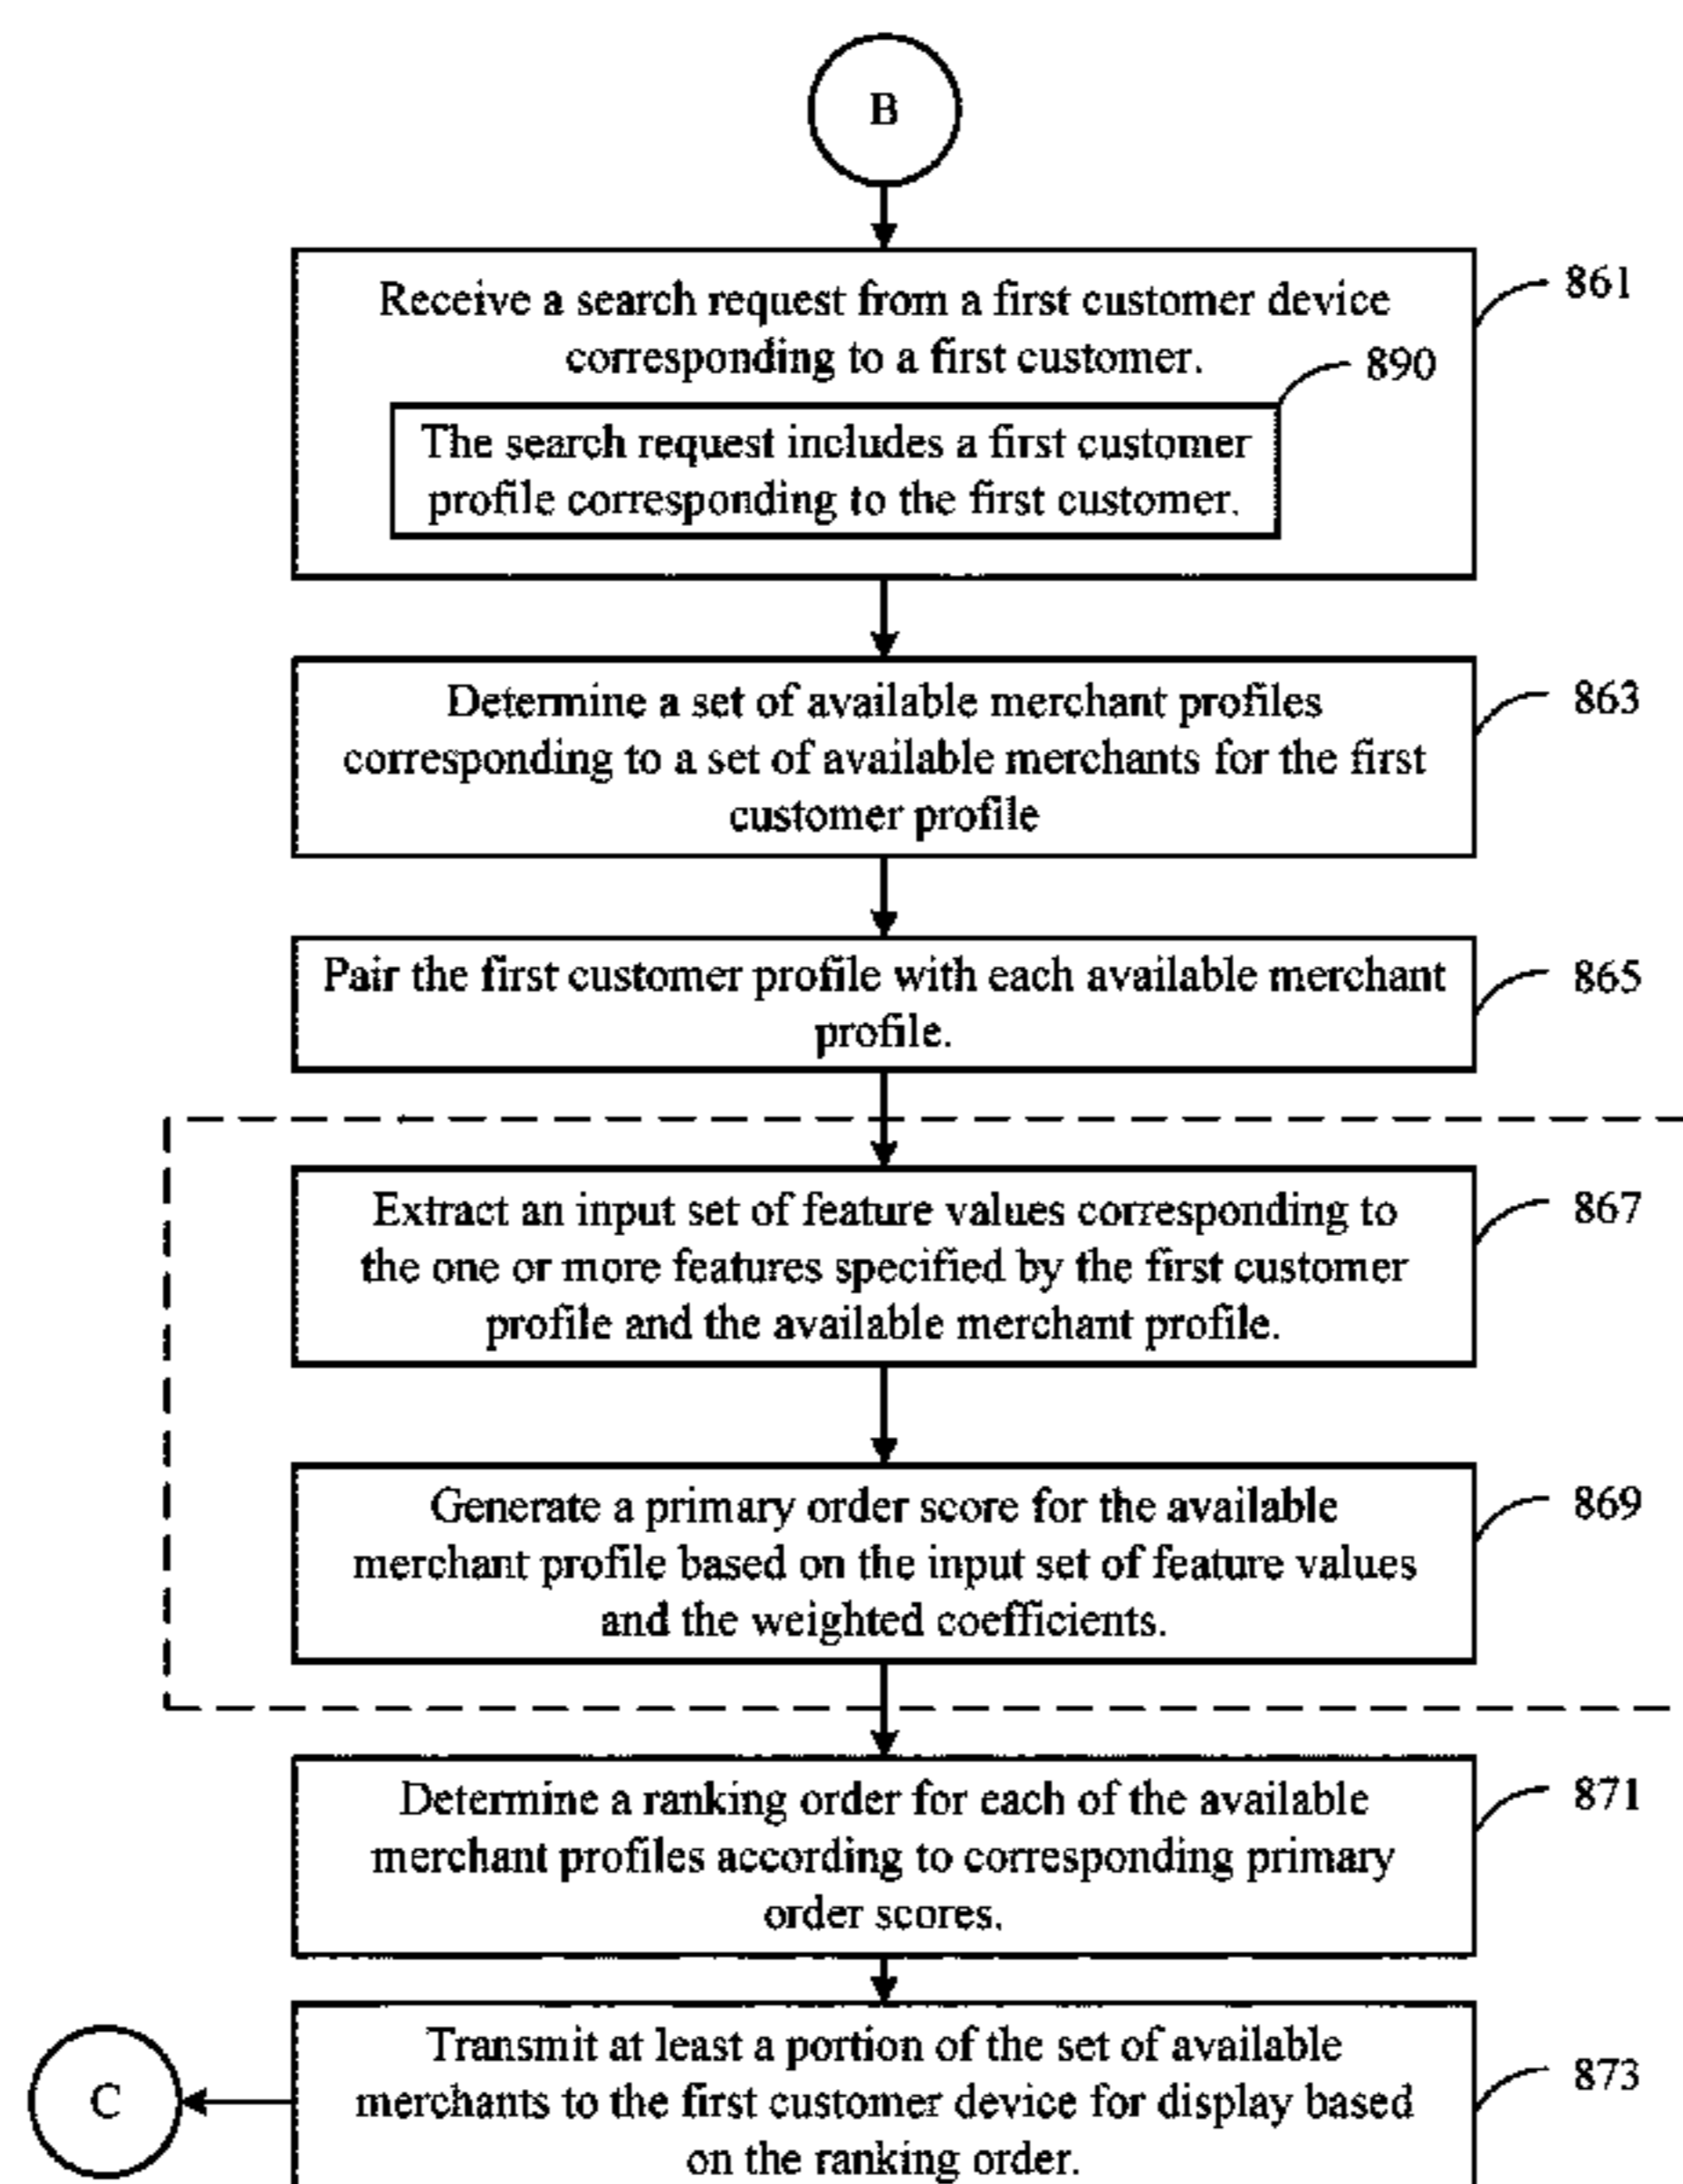 B
Receive a search request from a first customer device
corresponding to a first customer.
861
890
The search request includes a first customer
profile corresponding to the first customer.
Determine a set of available merchant profiles
corresponding to a set of available merchants for the first
customer profile
863
Pair the first customer profile with each available merchant
profile.
865
Extract an input set of feature values corresponding to
the one or more features specified by the first customer
profile and the available merchant profile.
867
Generate a primary order score for the available
merchant profile based on the input set of feature values
and the weighted coefficients.
869
Determine a ranking order for each of the available
merchant profiles according to corresponding primary
order scores.
871
Transmit at least a portion of the set of available
merchants to the first customer device for display based
on the ranking order.
873
C